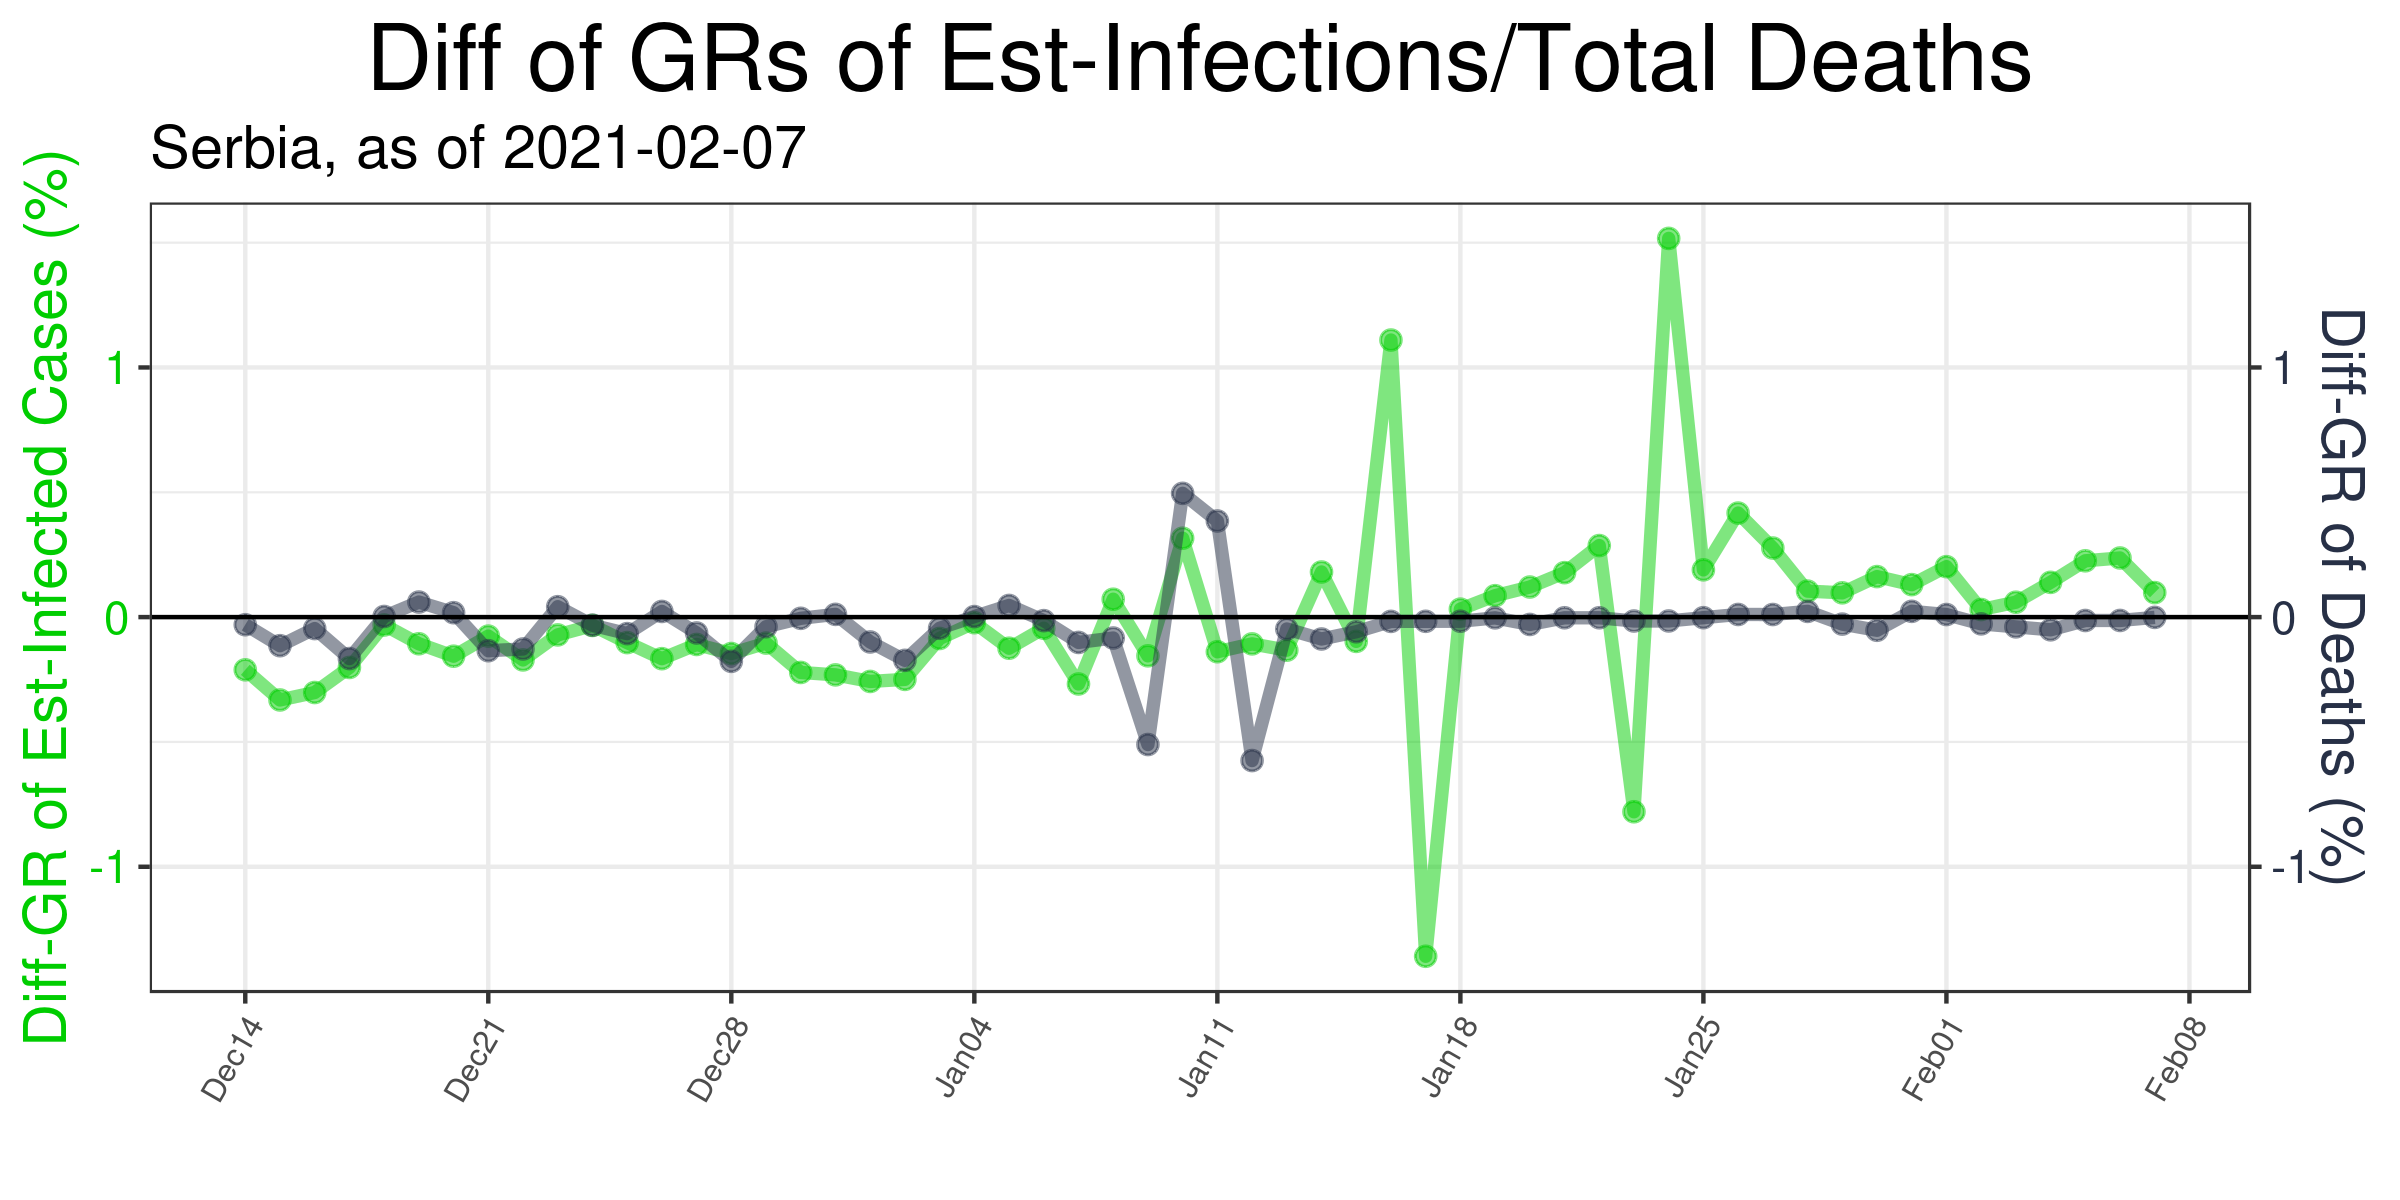 Diff of GRs of Est-Infections/Total Deaths
Serbia, as of 2021-02-07
Diff-GR of Est-Infected Cases (%)
1
0
-1
1
0
-1
Diff-GR of Deaths (%)
Dec14
Dec21
Dec28
Jan04
Jan11
Jan18
Jan25
Feb01
Feb08